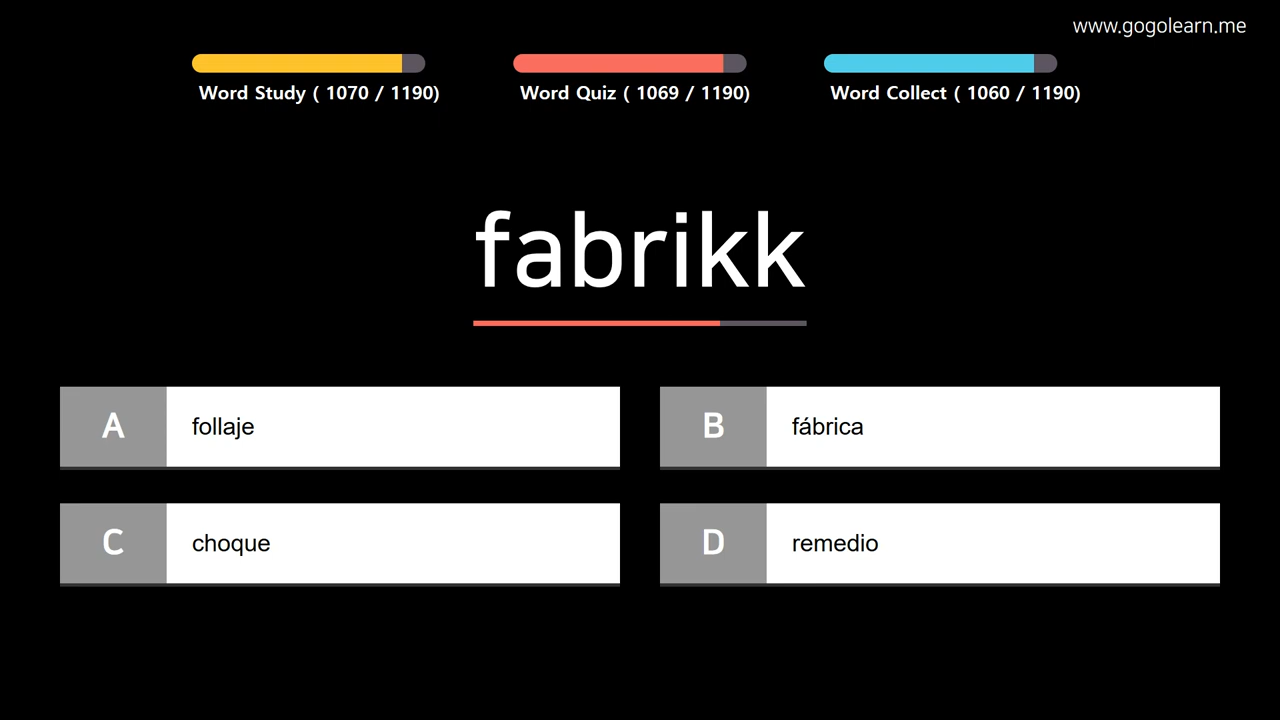 www.gogolearn.me
Word Study ( 1070 / 1190)
Word Quiz ( 1069 / 1190)
Word Collect ( 1060 / 1190)
fabrikk
A follaje
B fábrica
C choque
D remedio